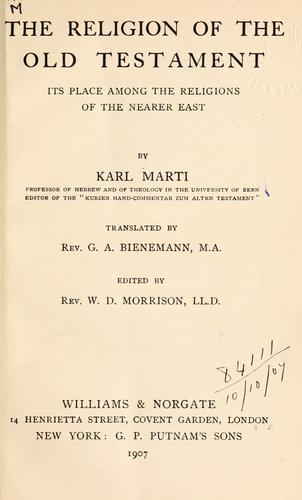 M
THE RELIGION OF THE
OLD TESTAMENT
ITS PLACE AMONG THE RELIGIONS
OF THE NEARER EAST
BY
KARL MARTI
PROFESSOR OF HEBREW AND OF THEOLOGY IN THE UNIVERSITY OF BERN
EDITOR OF THE "KURZER HAND-COMMENTAR ZUM ALTEN TESTAMENT"
TRANSLATED BY
REV. G. A. BIENEMANN, M.A.
EDITED BY
REV. W. D. MORRISON, LL.D.
84111
10/10/07
WILLIAMS & NORGATE
14 HENRIETTA STREET, COVENT GARDEN, LONDON
NEW YORK: G. P. PUTNAM'S SONS
1907